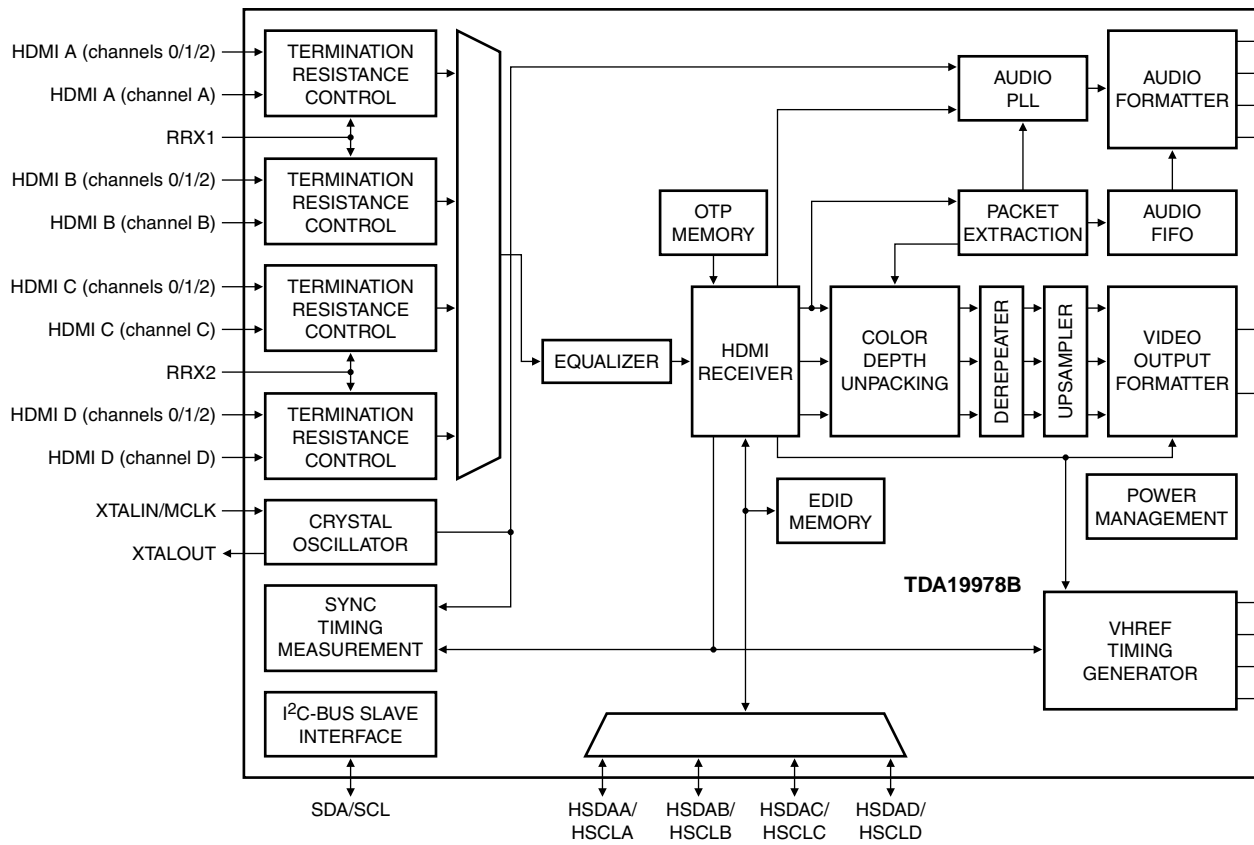 HDMI A (channels 0/1/2)
HDMI A (channel A)
RRX1
HDMI B (channels 0/1/2)
HDMI B (channel B)
HDMI C (channels 0/1/2)
HDMI C (channel C)
RRX2
HDMI D (channels 0/1/2)
HDMI D (channel D)
XTALIN/MCLK
XTALOUT
TERMINATION
RESISTANCE
CONTROL
TERMINATION
RESISTANCE
CONTROL
TERMINATION
RESISTANCE
CONTROL
TERMINATION
RESISTANCE
CONTROL
CRYSTAL
OSCILLATOR
SYNC
TIMING
MEASUREMENT
I2C-BUS SLAVE
INTERFACE
SDA/SCL
EQUALIZER
OTP
MEMORY
HDMI
RECEIVER
EDID
MEMORY
COLOR
DEPTH
UNPACKING
DEREPEATER
UPSAMPLER
AUDIO
PLL
AUDIO
FORMATTER
PACKET
EXTRACTION
AUDIO
FIFO
VIDEO
OUTPUT
FORMATTER
POWER
MANAGEMENT
TDA19978B
VHREF
TIMING
GENERATOR
HSDAA/
HSCLA
HSDAB/
HSCLB
HSDAC/
HSCLC
HSDAD/
HSCLD